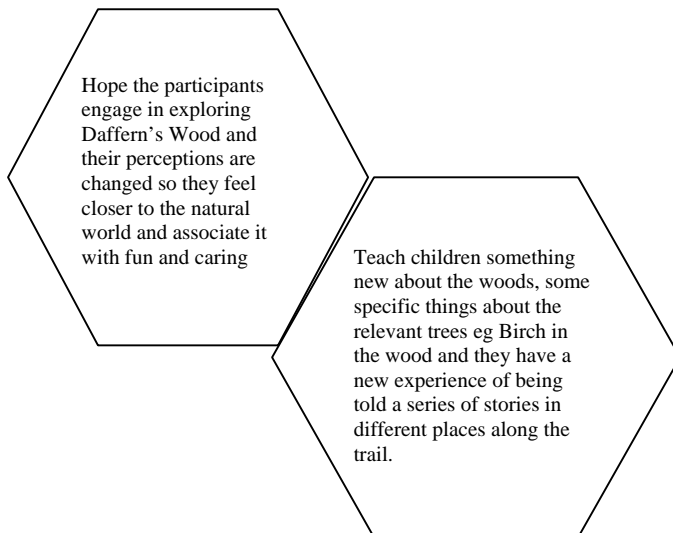 Hope the participants
engage in exploring
Daffern’s Wood and
their perceptions are
changed so they feel
closer to the natural
world and associate it
with fun and caring
Teach children something
new about the woods, some
specific things about the
relevant trees eg Birch in
the wood and they have a
new experience of being
told a series of stories in
different places along the
trail.